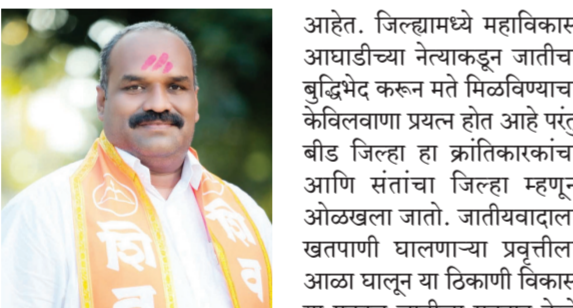 शि
व
शि
व
आहेत. जिल्ह्यामध्ये महाविकास
आघाडीच्या नेत्याकडून जातीच
बुद्धिभेद करून मते मिळविण्याच
केविलवाणा प्रयत्न होत आहे परंतु
बीड जिल्हा हा क्रांतिकारकांच
आणि संतांचा जिल्हा म्हणून
ओळखला जातो. जातीयवादाला
खतपाणी घालणाऱ्या प्रवृत्तीला
आळा घालून या ठिकाणी विकास